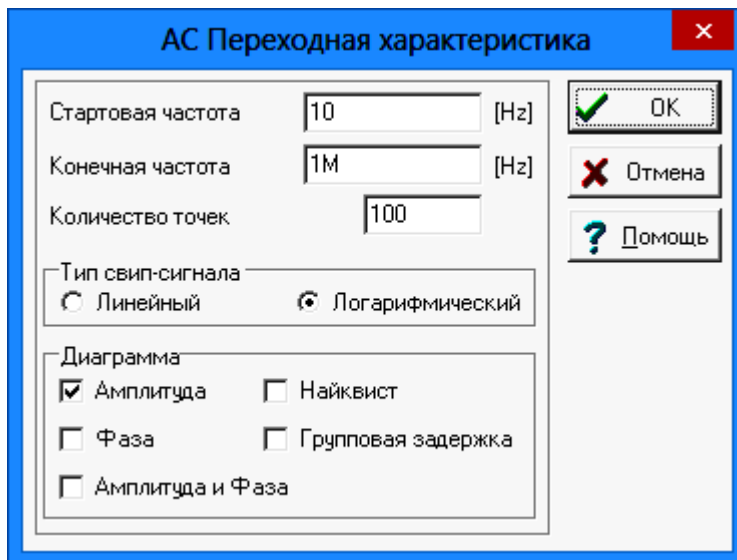 АС Переходная характеристика
×
Стартовая частота 10 [Hz]
Конечная частота 1M [Hz]
Количество точек 100
Тип свип-сигнала
Линейный Логарифмический
Диаграмма
Амплитуда Найквист
Фаза Групповая задержка
Амплитуда и Фаза
OK
Отмена
Помощь